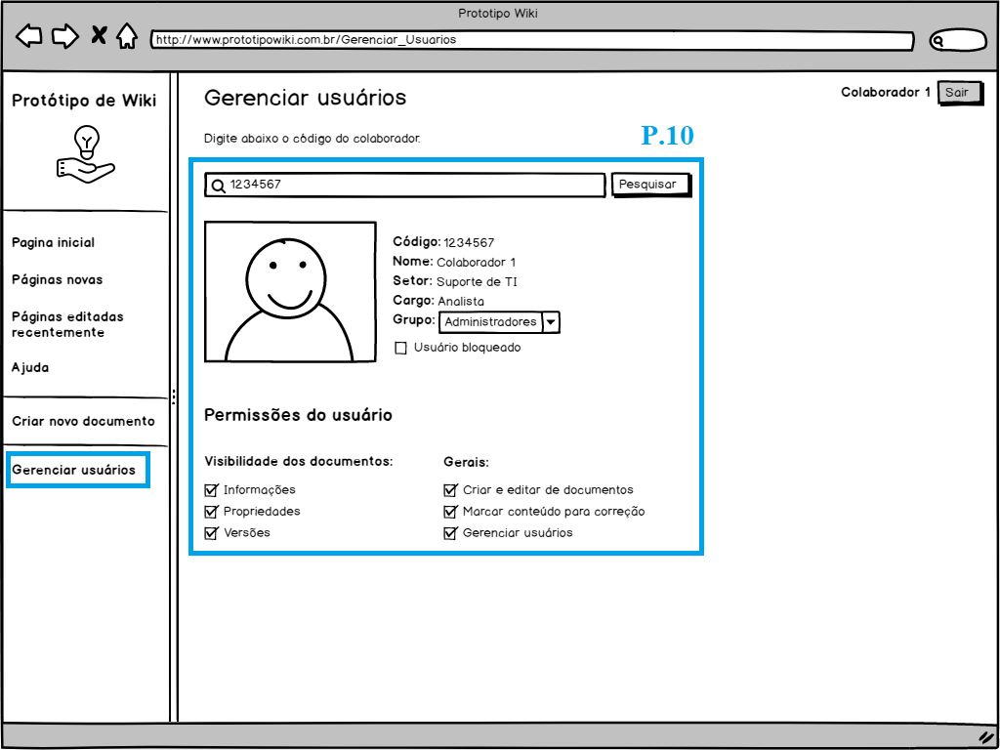 Prototipo Wiki
http://www.prototipowiki.com.br/Gerenciar_Usuarios
Protótipo de Wiki
Pagina inicial
Páginas novas
Páginas editadas
recentemente
Ajuda
Criar novo documento
Gerenciar usuários
Gerenciar usuários
Colaborador 1
Sair
Digite abaixo o código do colaborador.
P.10
1234567
Pesquisar
Código: 1234567
Nome: Colaborador 1
Setor: Suporte de TI
Cargo: Analista
Grupo: Administradores
Usuário bloqueado
Permissões do usuário
Visibilidade dos documentos:
Informações
Propriedades
Versões
Gerais:
Criar e editar de documentos
Marcar conteúdo para correção
Gerenciar usuários